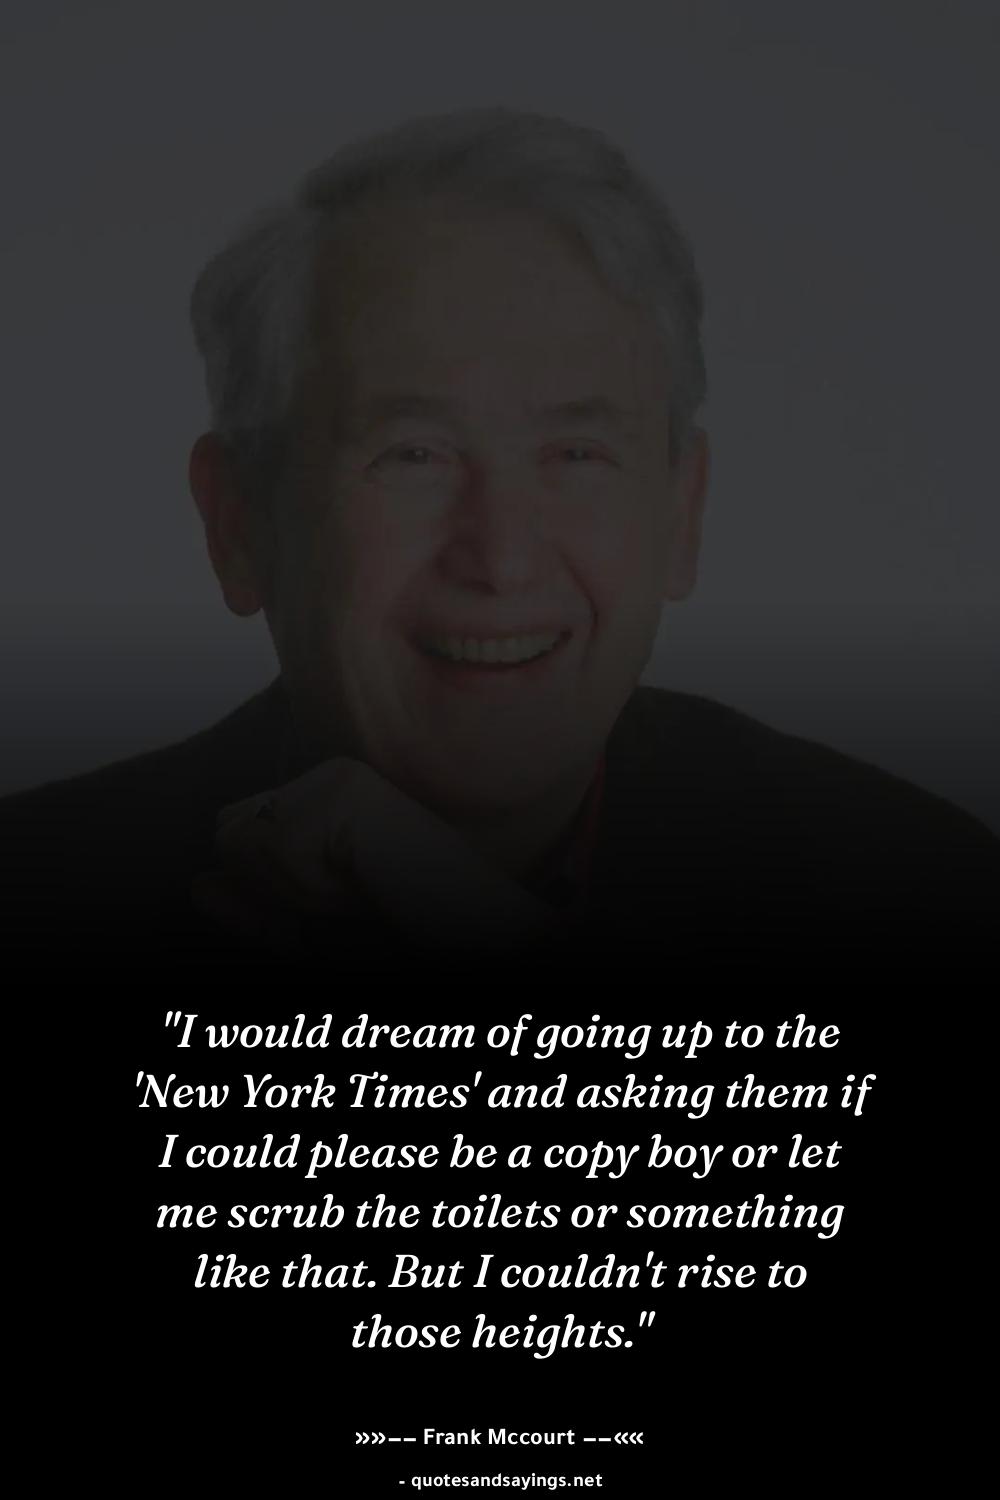 "I would dream of going up to the
'New York Times' and asking them if
I could please be a copy boy or let
me scrub the toilets or something
like that. But I couldn't rise to
those heights."
»»−− Frank Mccourt −−««
- quotesandsayings.net